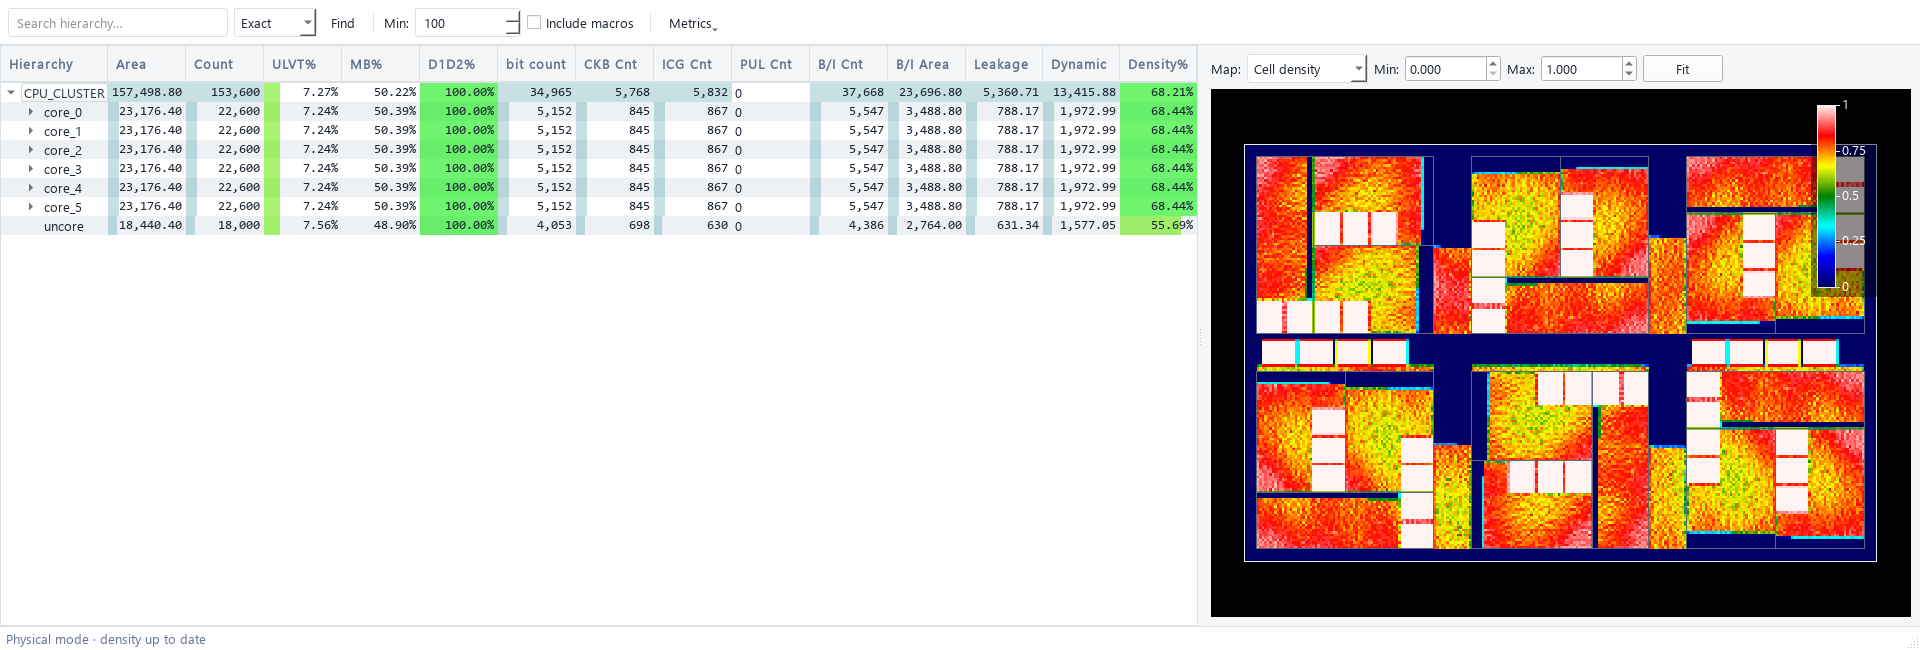 Search hierarchy... Exact Find Min: 100 Include macros Metrics
Hierarchy Area Count ULVT% MB% D1D2% bit count CKB Cnt ICG Cnt PUL Cnt B/I Cnt B/I Area Leakage Dynamic Density%
CPU_CLUSTER 157,498.80 153,600 7.27% 50.22% 100.00% 34,965 5,768 5,832 0 37,668 23,696.80 5,360.71 13,415.88 68.21%
core_0 23,176.40 22,600 7.24% 50.39% 100.00% 5,152 845 867 0 5,547 3,488.80 788.17 1,972.99 68.44%
core_1 23,176.40 22,600 7.24% 50.39% 100.00% 5,152 845 867 0 5,547 3,488.80 788.17 1,972.99 68.44%
core_2 23,176.40 22,600 7.24% 50.39% 100.00% 5,152 845 867 0 5,547 3,488.80 788.17 1,972.99 68.44%
core_3 23,176.40 22,600 7.24% 50.39% 100.00% 5,152 845 867 0 5,547 3,488.80 788.17 1,972.99 68.44%
core_4 23,176.40 22,600 7.24% 50.39% 100.00% 5,152 845 867 0 5,547 3,488.80 788.17 1,972.99 68.44%
core_5 23,176.40 22,600 7.24% 50.39% 100.00% 5,152 845 867 0 5,547 3,488.80 788.17 1,972.99 68.44%
uncore 18,440.40 18,000 7.56% 48.90% 100.00% 4,053 698 630 0 4,386 2,764.00 631.34 1,577.05 55.69%
Map: Cell density Min: 0.000 Max: 1.000 Fit
1
0.75
0.5
0.25
0
Physical mode · density up to date